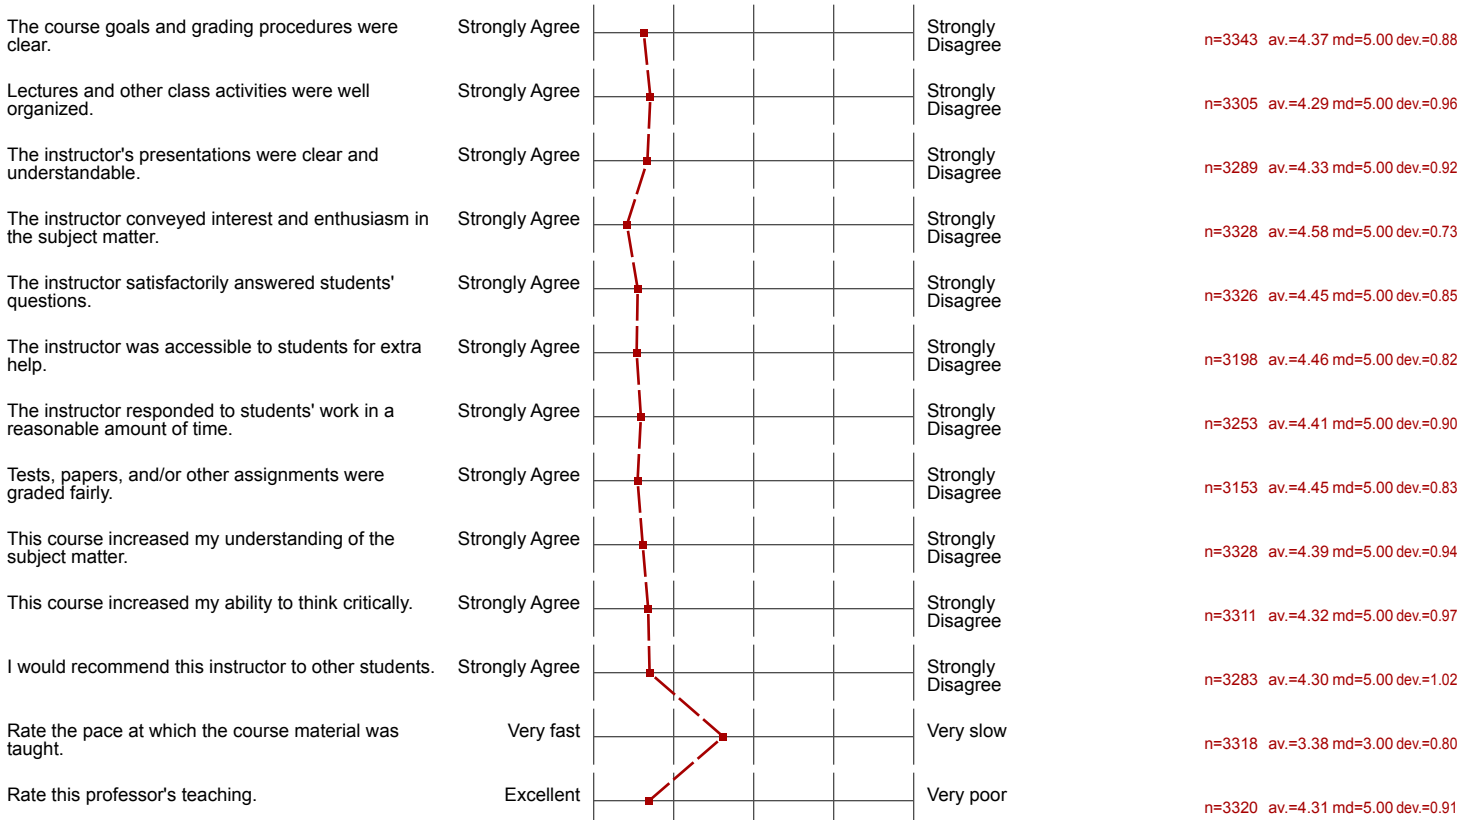 The course goals and grading procedures were
clear.
Strongly Agree
Strongly
Disagree
n=3343 av.=4.37 md=5.00 dev.=0.88
Lectures and other class activities were well
organized.
Strongly Agree
Strongly
Disagree
n=3305 av.=4.29 md=5.00 dev.=0.96
The instructor's presentations were clear and
understandable.
Strongly Agree
Strongly
Disagree
n=3289 av.=4.33 md=5.00 dev.=0.92
The instructor conveyed interest and enthusiasm in
the subject matter.
Strongly Agree
Strongly
Disagree
n=3328 av.=4.58 md=5.00 dev.=0.73
The instructor satisfactorily answered students'
questions.
Strongly Agree
Strongly
Disagree
n=3326 av.=4.45 md=5.00 dev.=0.85
The instructor was accessible to students for extra
help.
Strongly Agree
Strongly
Disagree
n=3198 av.=4.46 md=5.00 dev.=0.82
The instructor responded to students' work in a
reasonable amount of time.
Strongly Agree
Strongly
Disagree
n=3253 av.=4.41 md=5.00 dev.=0.90
Tests, papers, and/or other assignments were
graded fairly.
Strongly Agree
Strongly
Disagree
n=3153 av.=4.45 md=5.00 dev.=0.83
This course increased my understanding of the
subject matter.
Strongly Agree
Strongly
Disagree
n=3328 av.=4.39 md=5.00 dev.=0.94
This course increased my ability to think critically.
Strongly Agree
Strongly
Disagree
n=3311 av.=4.32 md=5.00 dev.=0.97
I would recommend this instructor to other students.
Strongly Agree
Strongly
Disagree
n=3283 av.=4.30 md=5.00 dev.=1.02
Rate the pace at which the course material was
taught.
Very fast
Very slow
n=3318 av.=3.38 md=3.00 dev.=0.80
Rate this professor's teaching.
Excellent
Very poor
n=3320 av.=4.31 md=5.00 dev.=0.91